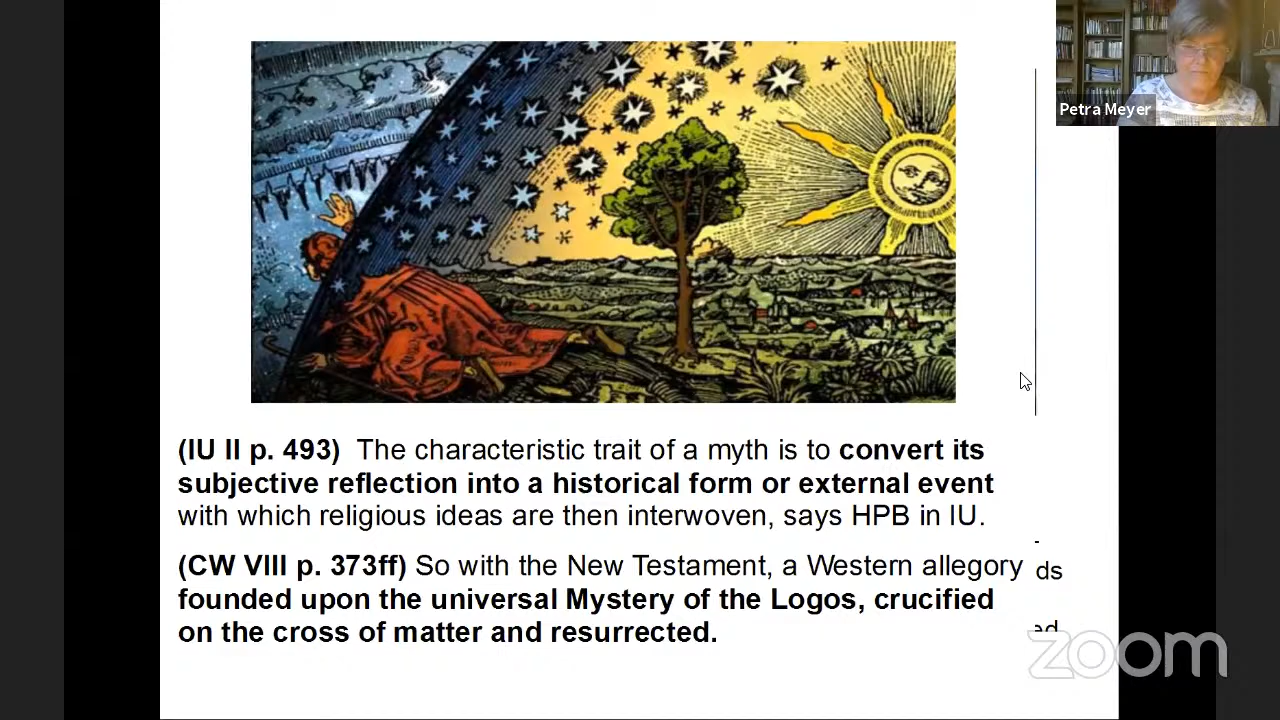 Petra Meyer
(IU II p. 493) The characteristic trait of a myth is to convert its
subjective reflection into a historical form or external event
with which religious ideas are then interwoven, says HPB in IU.
(CW VIII p. 373ff) So with the New Testament, a Western allegory
founded upon the universal Mystery of the Logos, crucified
on the cross of matter and resurrected.
ds
zoom